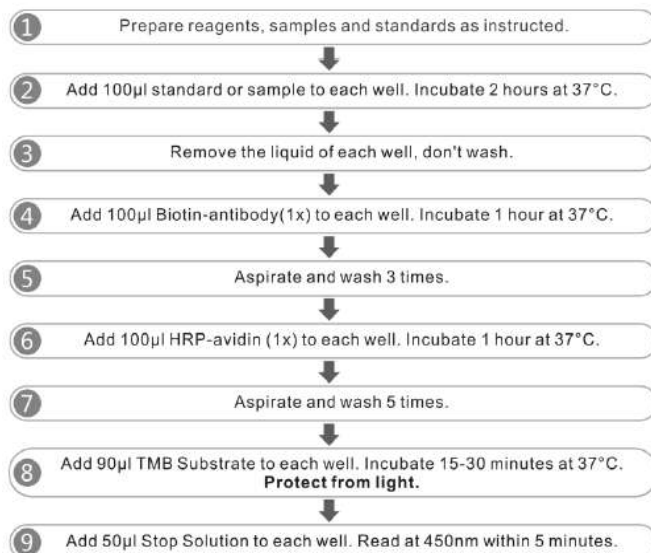 1 Prepare reagents, samples and standards as instructed.
2 Add 100µl standard or sample to each well. Incubate 2 hours at 37°C.
3 Remove the liquid of each well, don't wash.
4 Add 100µl Biotin-antibody(1x) to each well. Incubate 1 hour at 37°C.
5 Aspirate and wash 3 times.
6 Add 100µl HRP-avidin (1x) to each well. Incubate 1 hour at 37°C.
7 Aspirate and wash 5 times.
8 Add 90µl TMB Substrate to each well. Incubate 15-30 minutes at 37°C.
Protect from light.
9 Add 50µl Stop Solution to each well. Read at 450nm within 5 minutes.